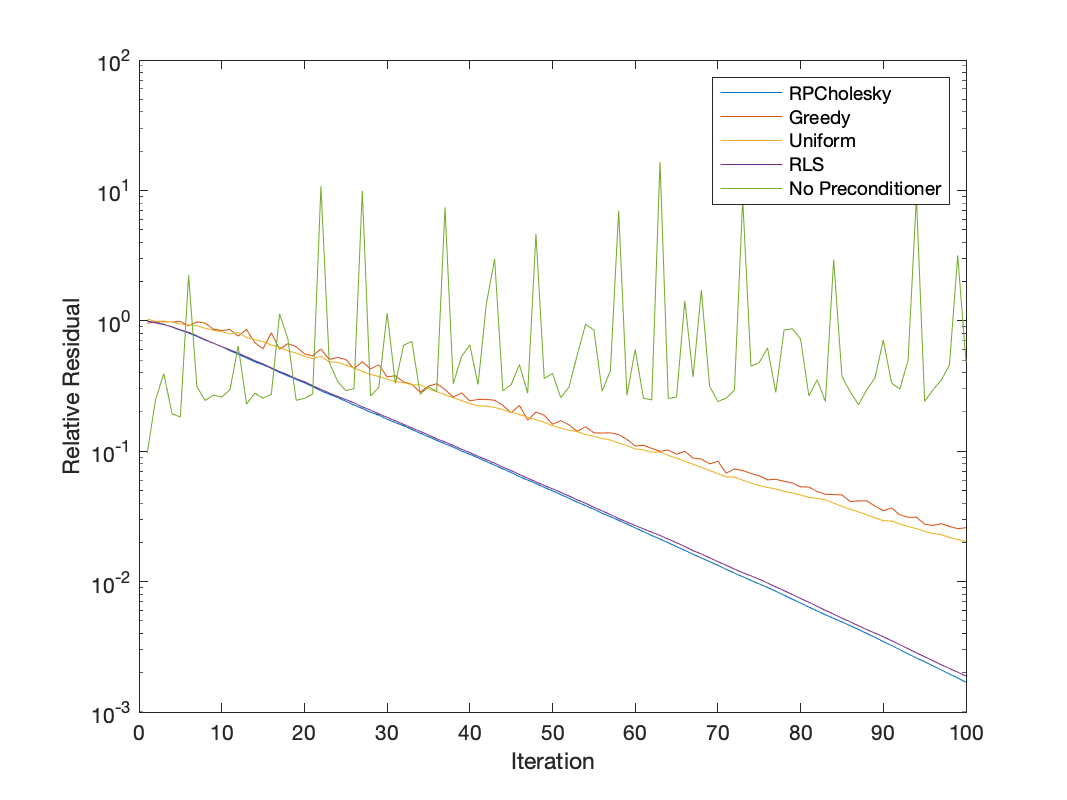 10^2
10^1
10^0
10^-1
10^-2
10^-3
Relative Residual
RPCholesky
Greedy
Uniform
RLS
No Preconditioner
0 10 20 30 40 50 60 70 80 90 100
Iteration